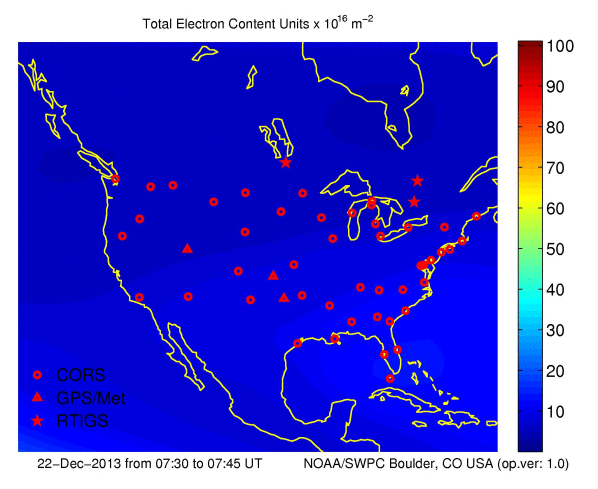 Total Electron Content Units x 10^16 m^-2
100
90
80
70
60
50
40
30
20
10
CORS
GPS/Met
RTIGS
22-Dec-2013 from 07:30 to 07:45 UT
NOAA/SWPC Boulder, CO USA (op.ver: 1.0)